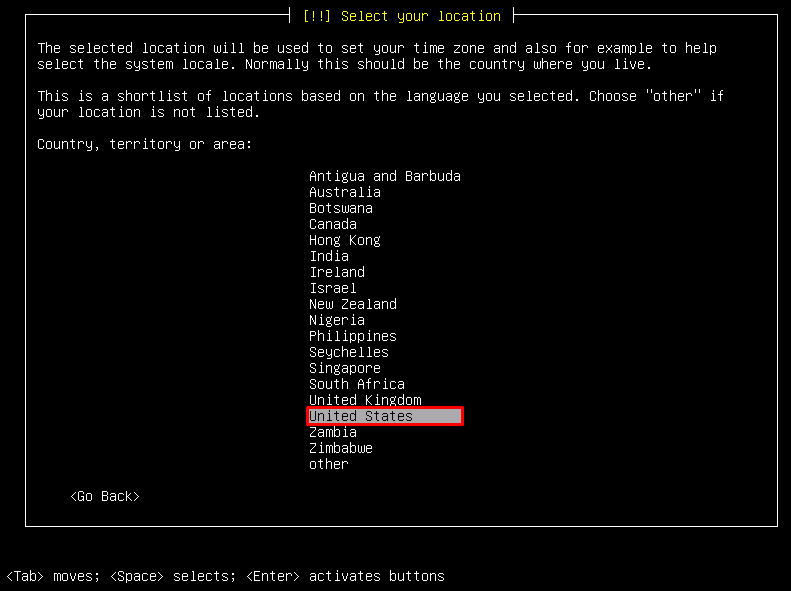 [!!] Select your location
The selected location will be used to set your time zone and also for example to help
select the system locale. Normally this should be the country where you live.
This is a shortlist of locations based on the language you selected. Choose "other" if
your location is not listed.
Country, territory or area:
Antigua and Barbuda
Australia
Botswana
Canada
Hong Kong
India
Ireland
Israel
New Zealand
Nigeria
Philippines
Seychelles
Singapore
South Africa
United Kingdom
United States
Zambia
Zimbabwe
other
<Go Back>
<Tab> moves; <Space> selects; <Enter> activates buttons